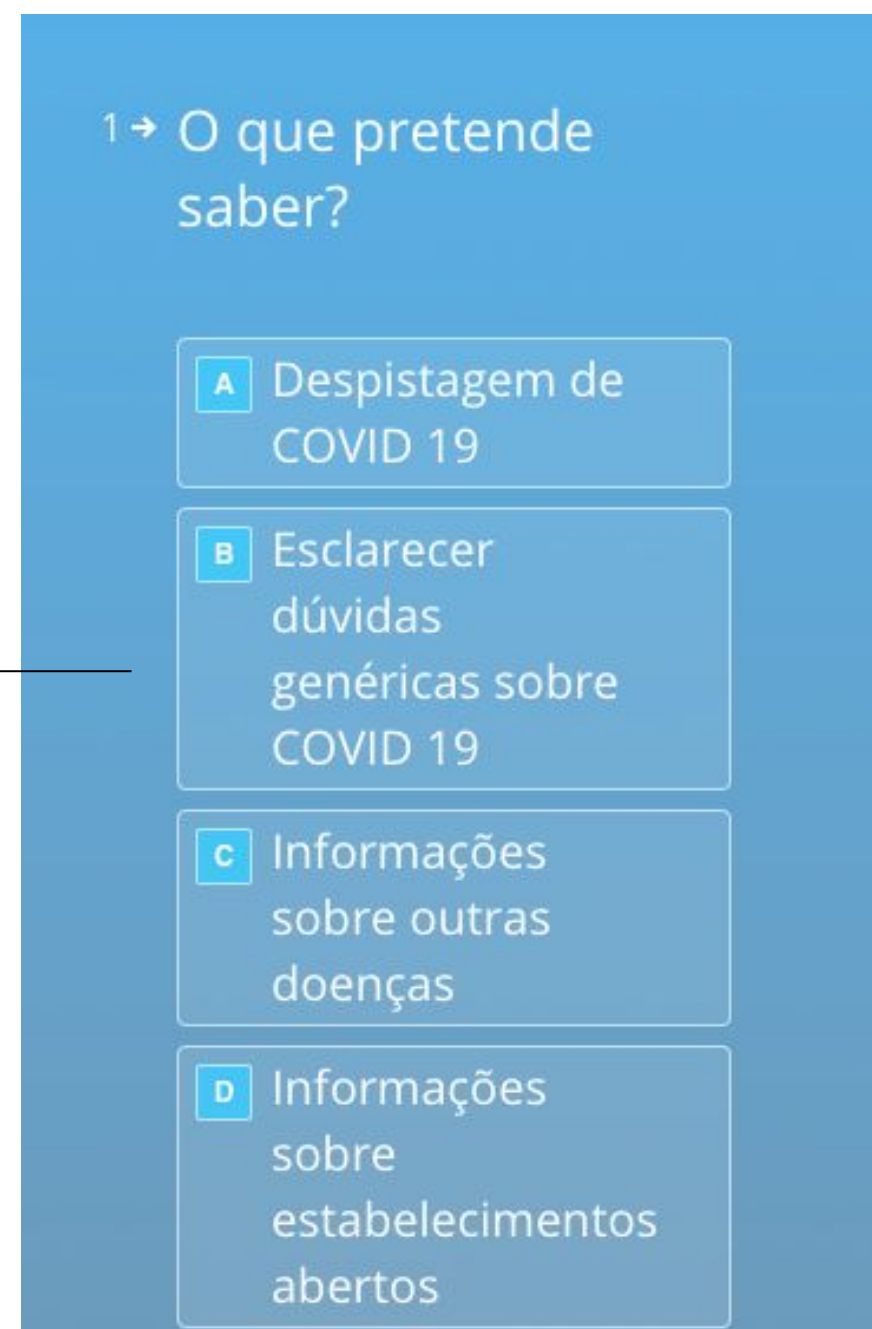 1→ O que pretende
saber?
A Despistagem de
COVID 19
B Esclarecer
dúvidas
genéricas sobre
COVID 19
C Informações
sobre outras
doenças
D Informações
sobre
estabelecimentos
abertos